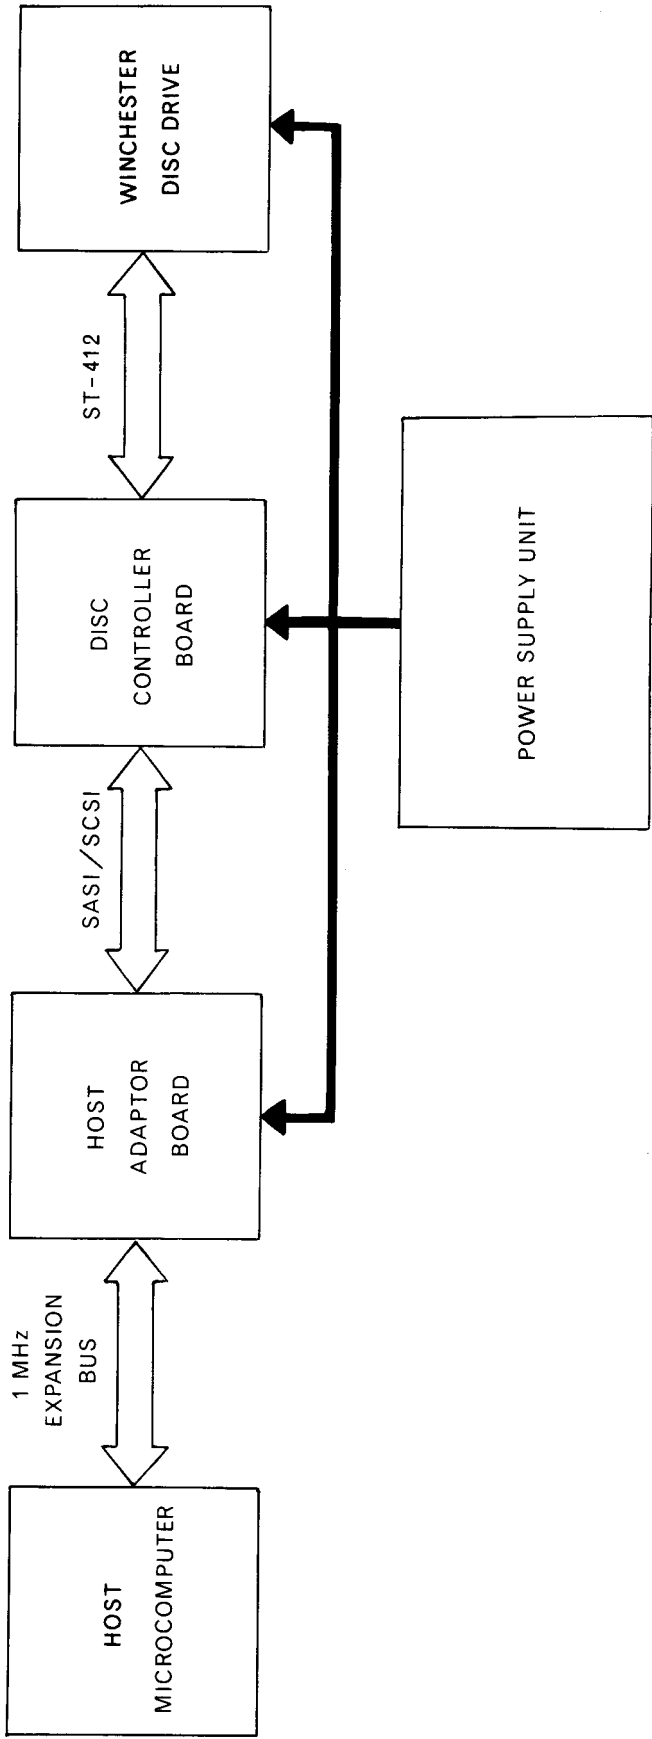 HOST
MICROCOMPUTER
1 MHz
EXPANSION
BUS
HOST
ADAPTOR
BOARD
SASI/SCSI
DISC
CONTROLLER
BOARD
ST-412
WINCHESTER
DISC DRIVE
POWER SUPPLY UNIT